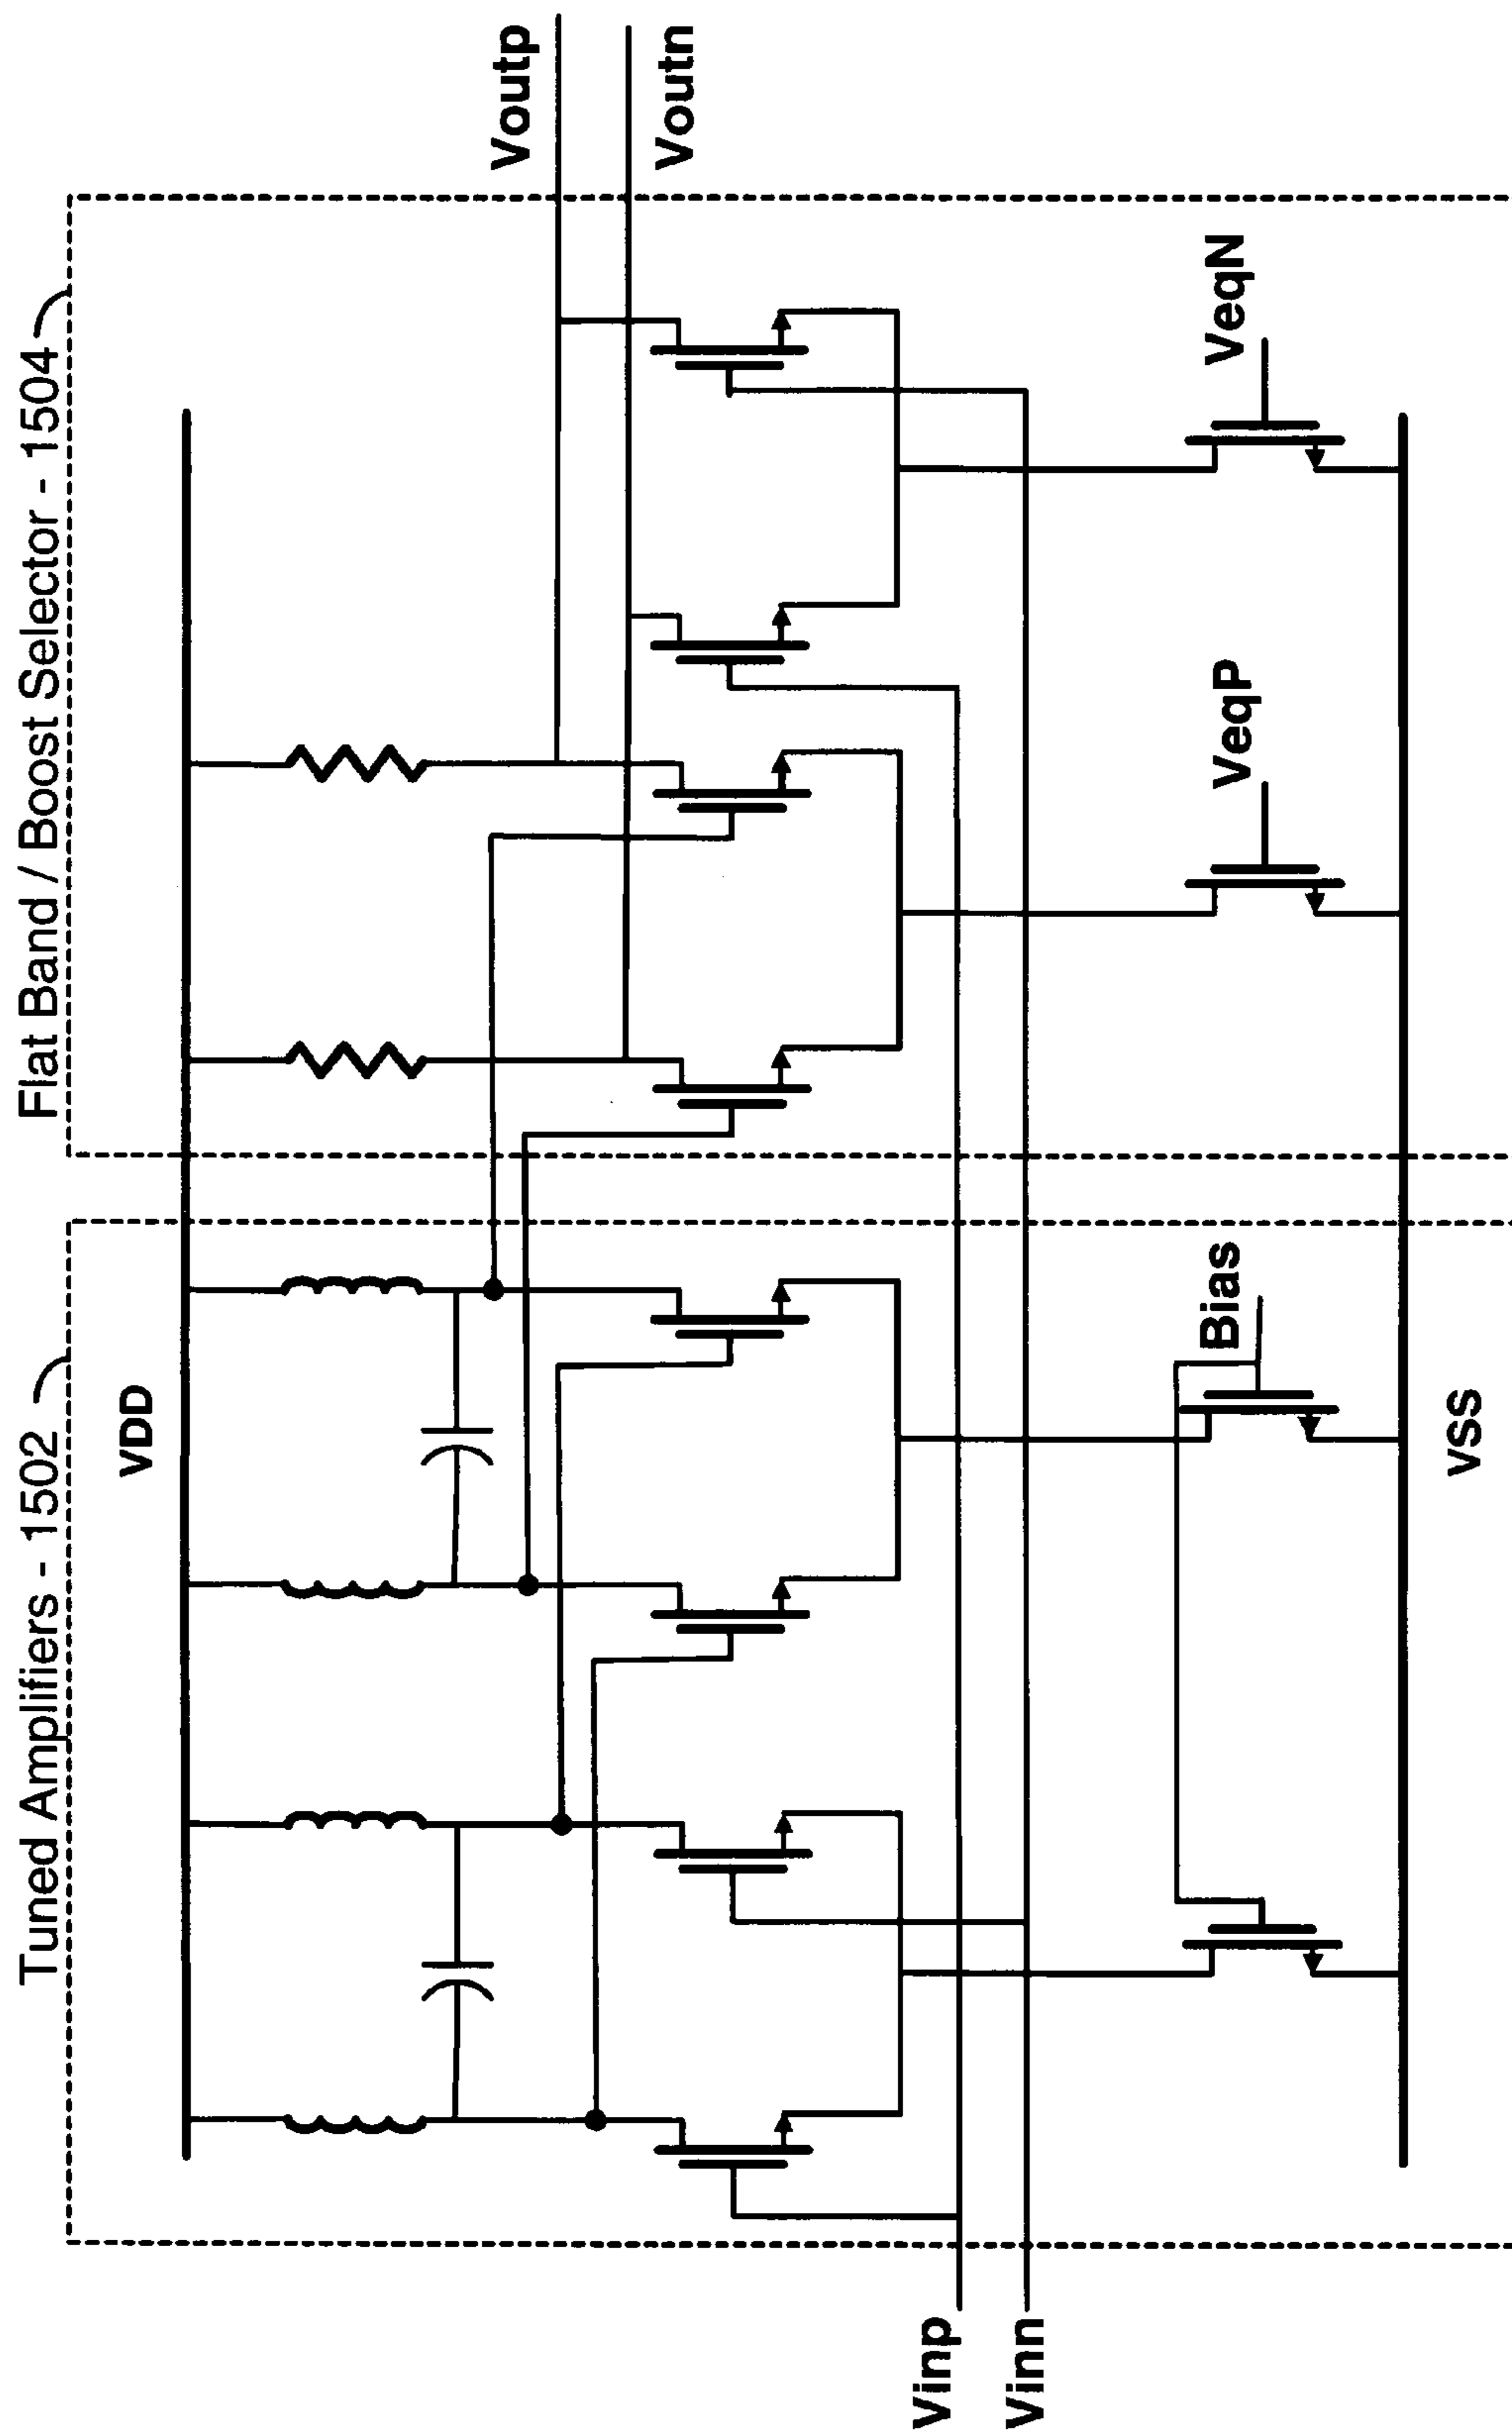 Tuned Amplifiers - 1502
Flat Band / Boost Selector - 1504
VDD
Voutp
Voutn
Vinp
Vinn
Bias
VeqP
VeqN
VSS